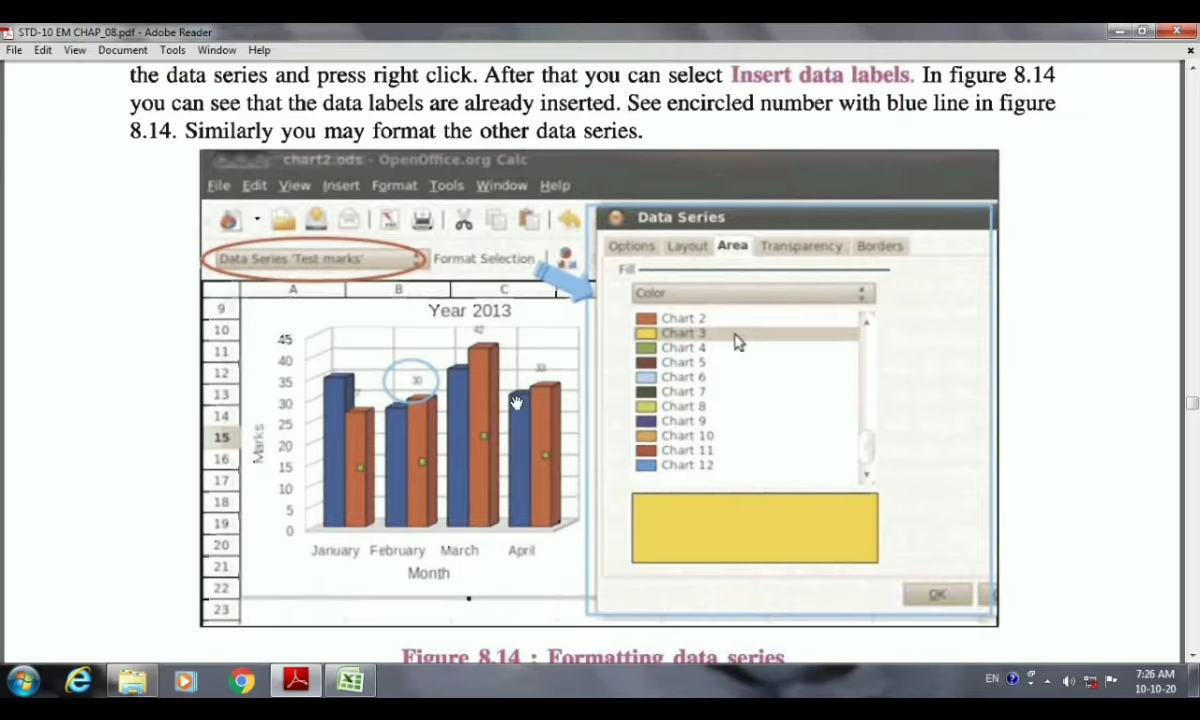 STD-10 EM CHAP_08.pdf - Adobe Reader
File Edit View Document Tools Window Help
the data series and press right click. After that you can select Insert data labels. In figure 8.14
you can see that the data labels are already inserted. See encircled number with blue line in figure
8.14. Similarly you may format the other data series.
chart2.ods - OpenOffice.org Calc
File Edit View Insert Format Tools Window Help
Data Series 'Test marks' Format Selection
A B C
9
10
11
12
13
14
15
16
17
18
19
20
21
22
23
Year 2013
45
40
35
30
25
20
15
10
5
0
42
30
33
Marks
January February March April
Month
Data Series
Options Layout Area Transparency Borders
Fill
Color
Chart 2
Chart 3
Chart 4
Chart 5
Chart 6
Chart 7
Chart 8
Chart 9
Chart 10
Chart 11
Chart 12
OK
Figure 8.14 : Formatting data series
EN
7:26 AM
10-10-20